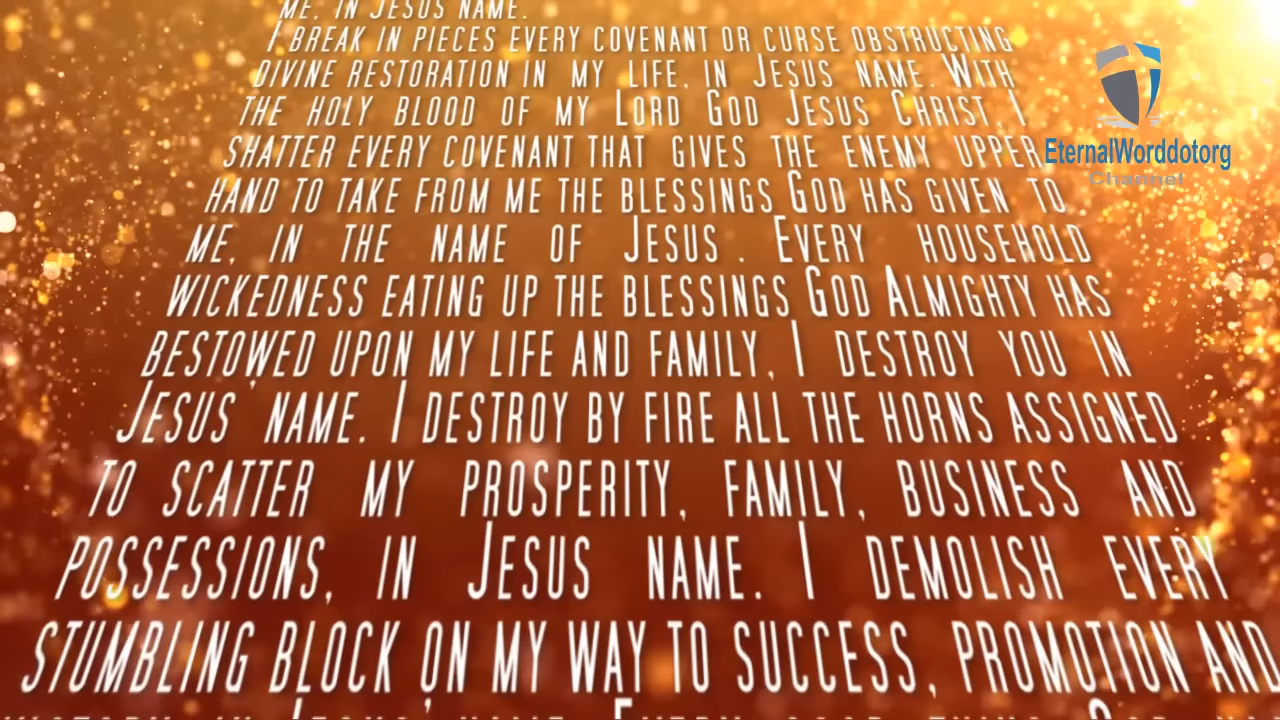 ME, IN JESUS NAME.
I BREAK IN PIECES EVERY COVENANT OR CURSE OBSTRUCTING
DIVINE RESTORATION IN MY LIFE, IN JESUS NAME. WITH
THE HOLY BLOOD OF MY LORD GOD JESUS CHRIST, I
SHATTER EVERY COVENANT THAT GIVES THE ENEMY UPPER
HAND TO TAKE FROM ME THE BLESSINGS GOD HAS GIVEN TO
ME, IN THE NAME OF JESUS . EVERY HOUSEHOLD
WICKEDNESS EATING UP THE BLESSINGS GOD ALMIGHTY HAS
BESTOWED UPON MY LIFE AND FAMILY, I DESTROY YOU IN
JESUS NAME. I DESTROY BY FIRE ALL THE HORNS ASSIGNED
TO SCATTER MY PROSPERITY, FAMILY, BUSINESS AND
POSSESSIONS, IN JESUS NAME. I DEMOLISH EVERY
STUMBLING BLOCK ON MY WAY TO SUCCESS, PROMOTION AND
EternalWorddotorg
Channel